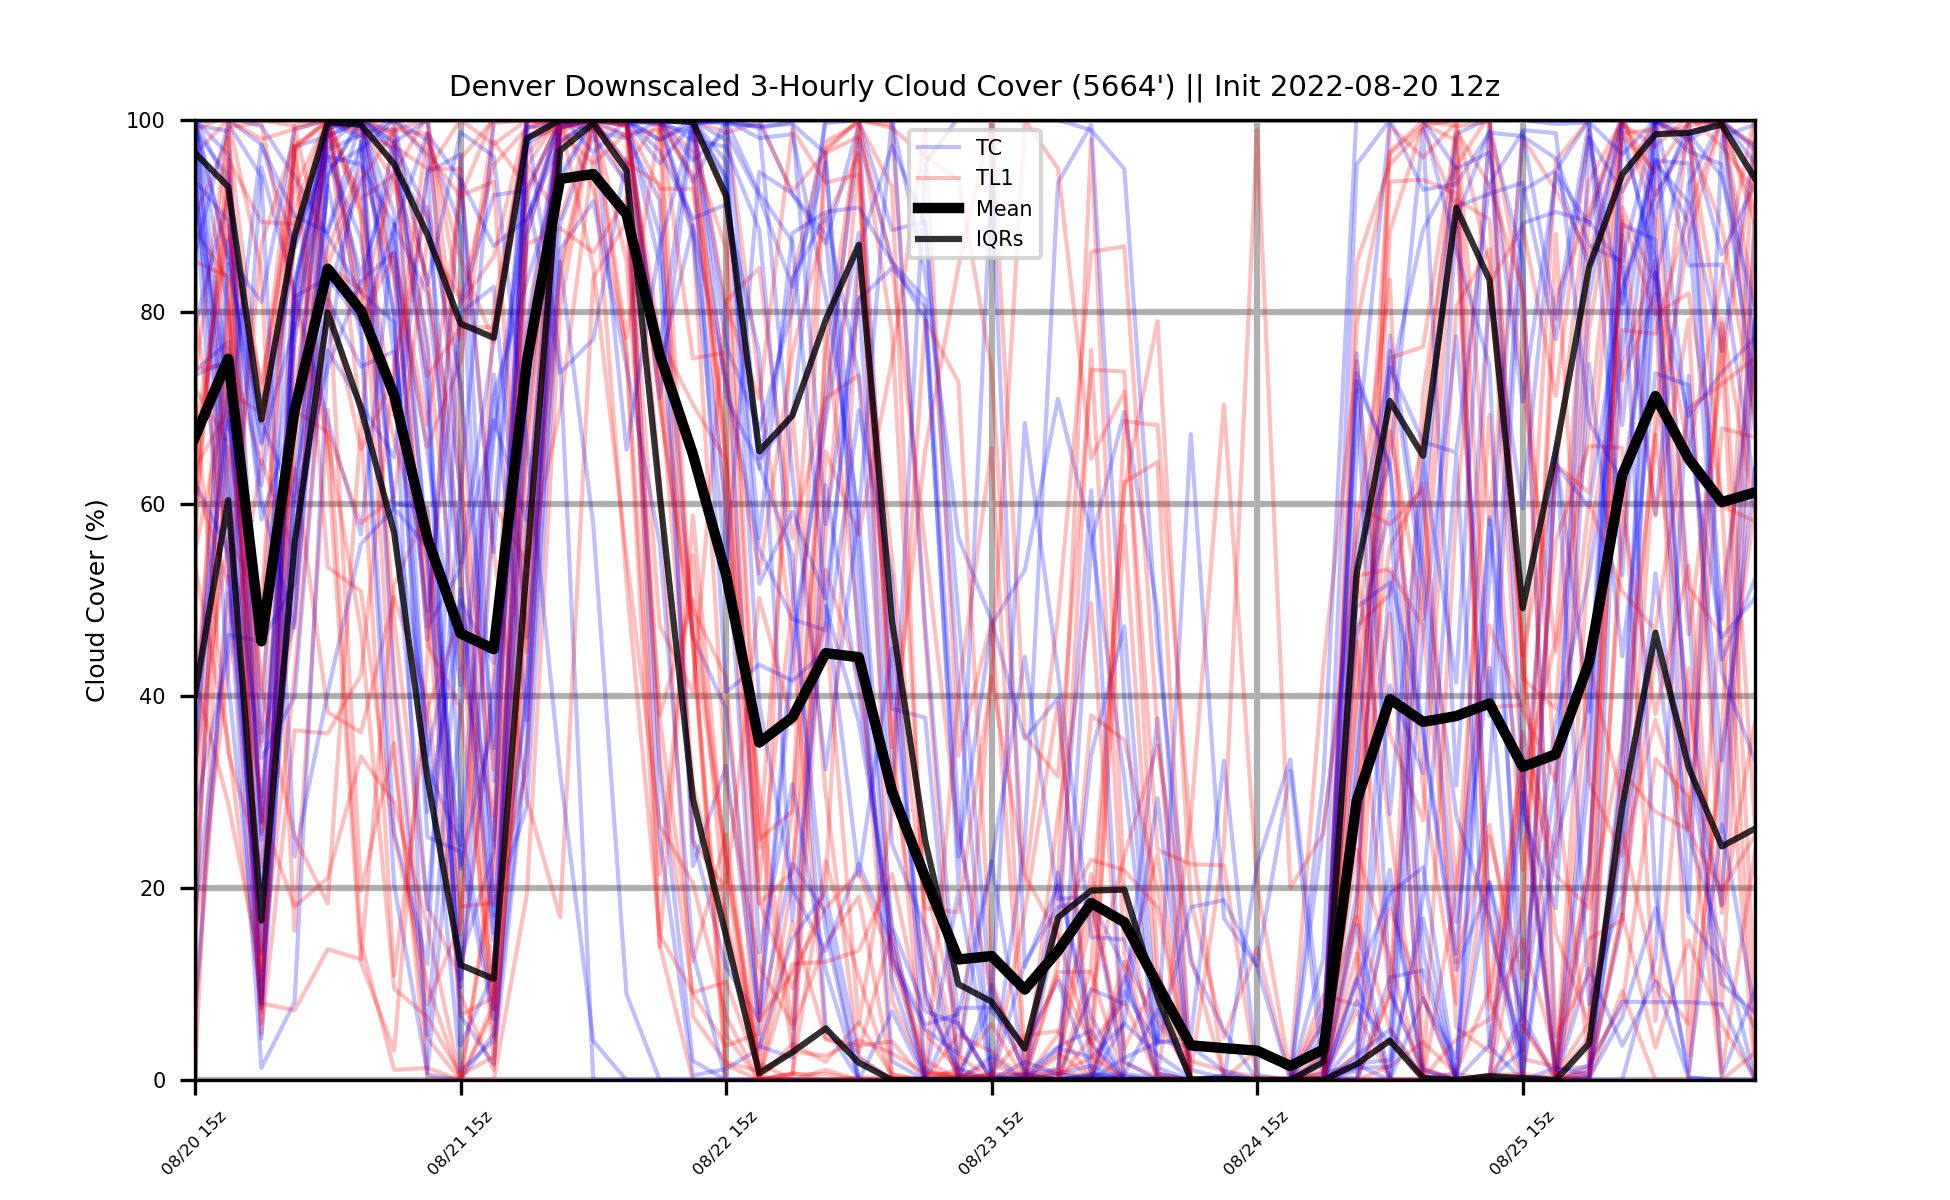 Denver Downscaled 3-Hourly Cloud Cover (5664') || Init 2022-08-20 12z
TC
TL1
Mean
IQRs
Cloud Cover (%)
100
80
60
40
20
0
08/20 15z
08/21 15z
08/22 15z
08/23 15z
08/24 15z
08/25 15z